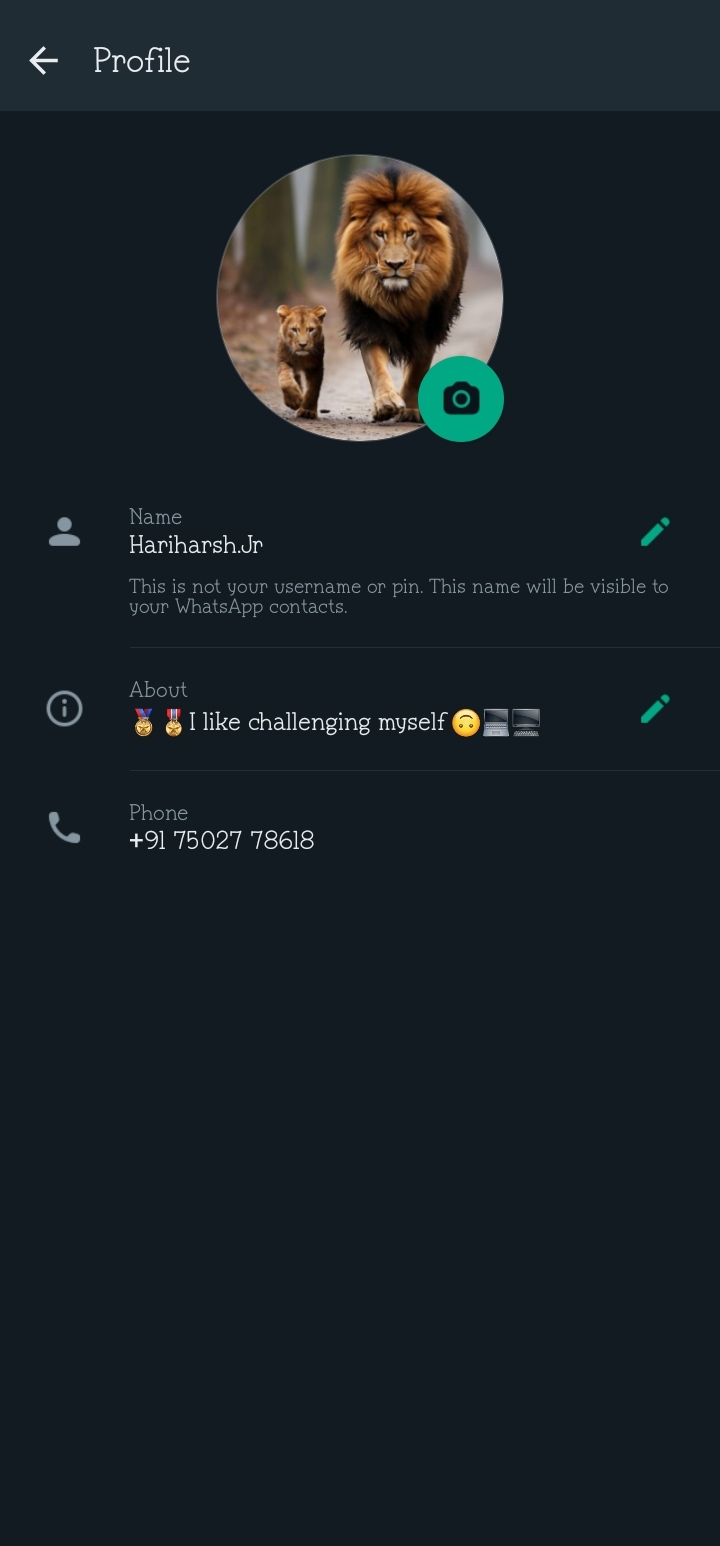 Profile
Name
Hariharsh.Jr
This is not your username or pin. This name will be visible to
your WhatsApp contacts.
About
🏅🎖️I like challenging myself🙃💻🖥️
Phone
+91 75027 78618